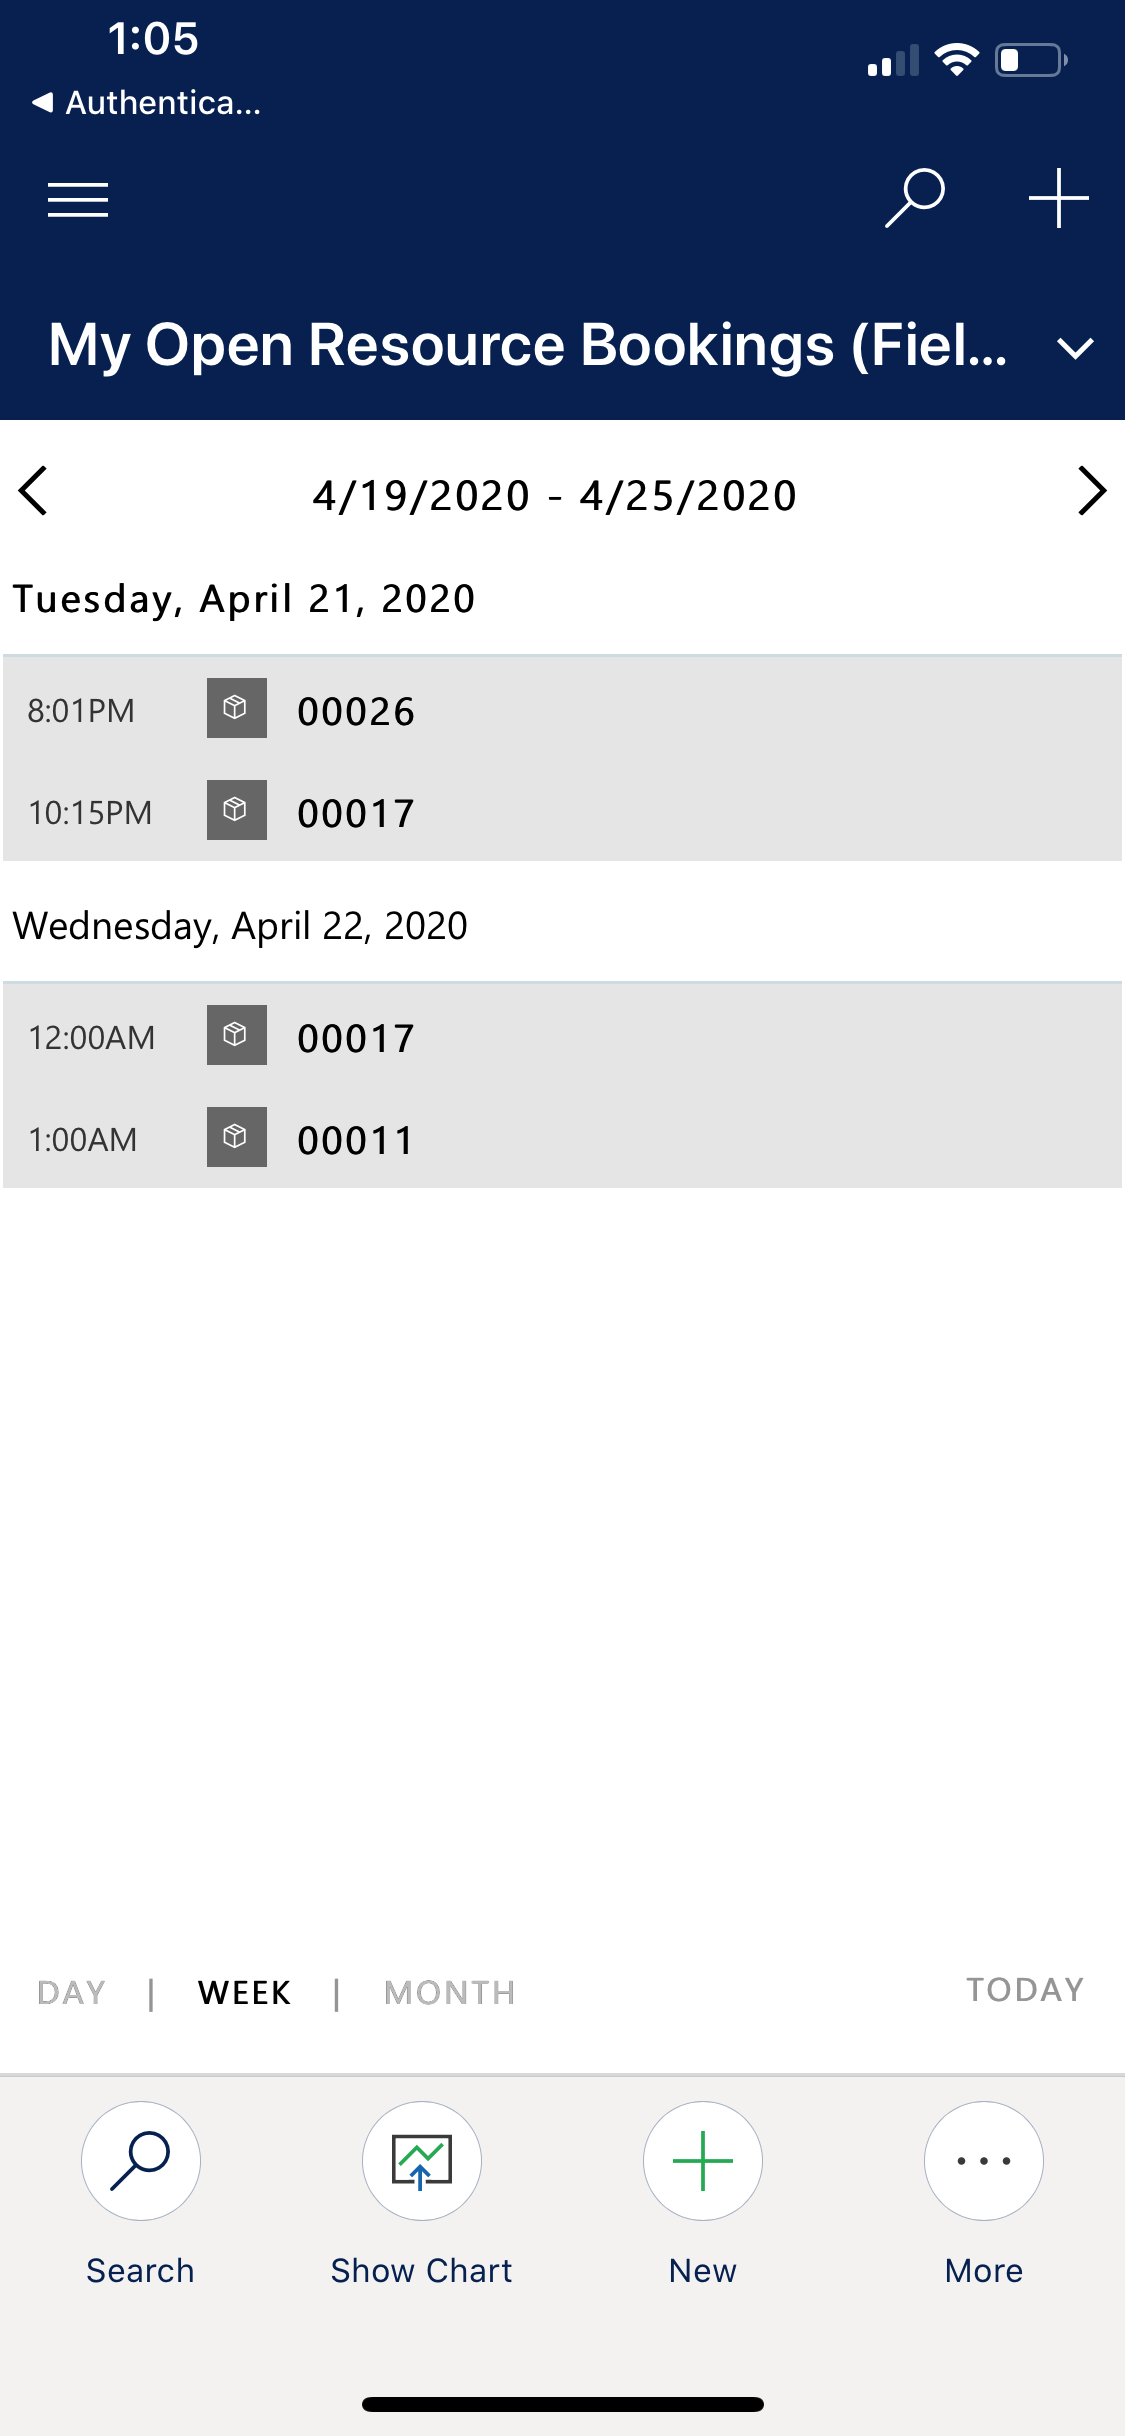 1:05
Authentica...
My Open Resource Bookings (Fiel...
4/19/2020 - 4/25/2020
Tuesday, April 21, 2020
8:01PM 00026
10:15PM 00017
Wednesday, April 22, 2020
12:00AM 00017
1:00AM 00011
DAY | WEEK | MONTH TODAY
Search Show Chart New More